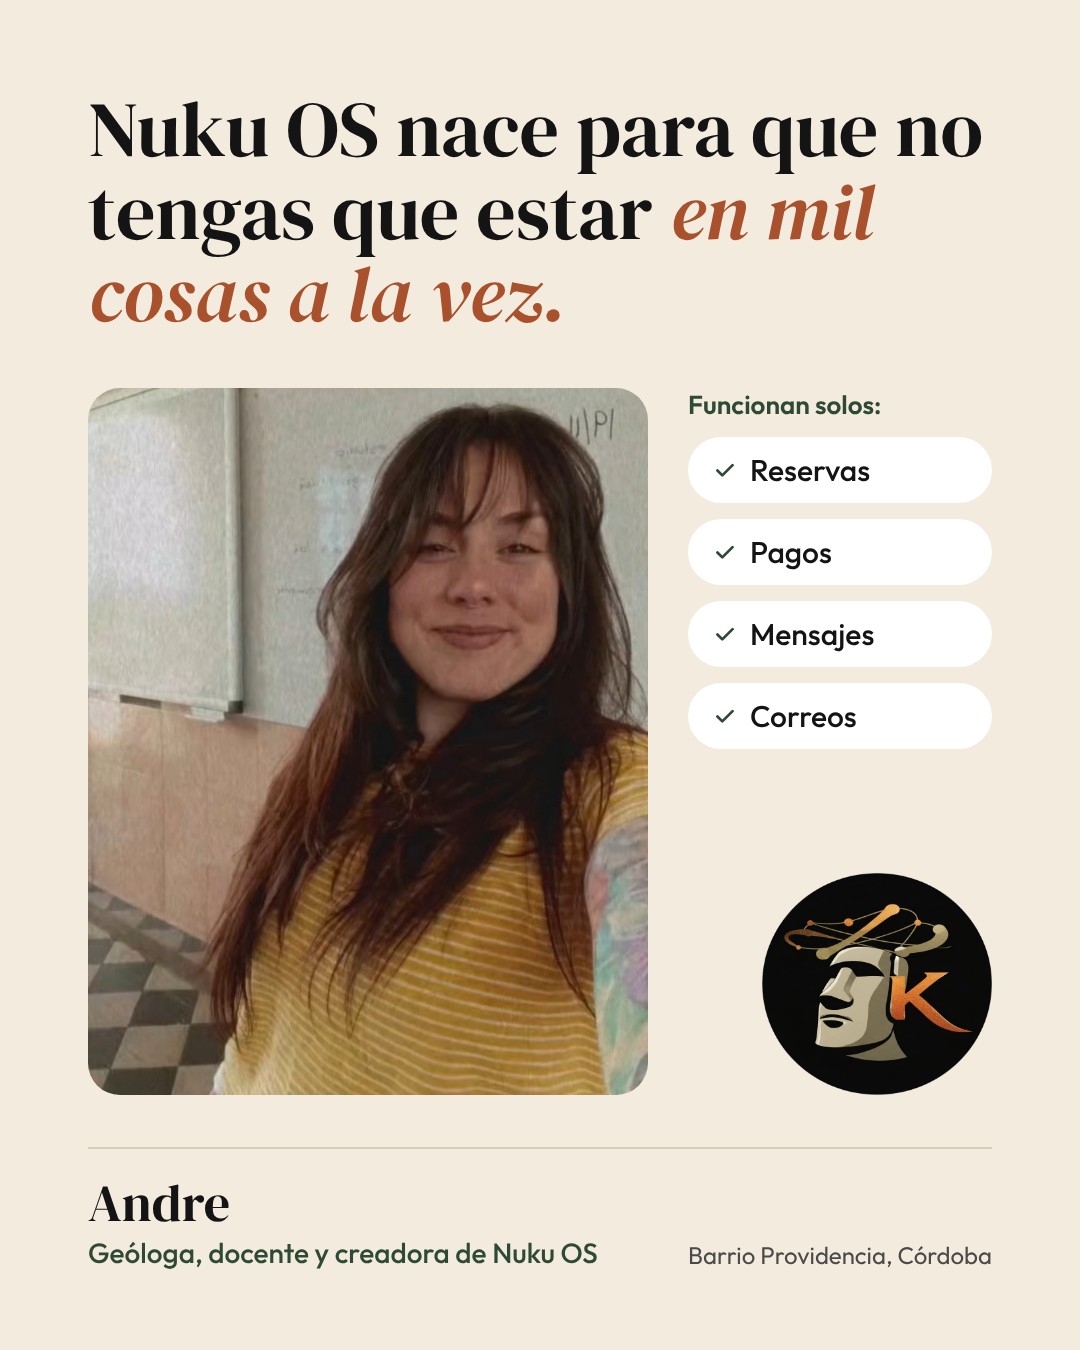 Nuku OS nace para que no
tengas que estar en mil
cosas a la vez.
Funcionan solos:
Reservas
Pagos
Mensajes
Correos
K
Andre
Geóloga, docente y creadora de Nuku OS
Barrio Providencia, Córdoba